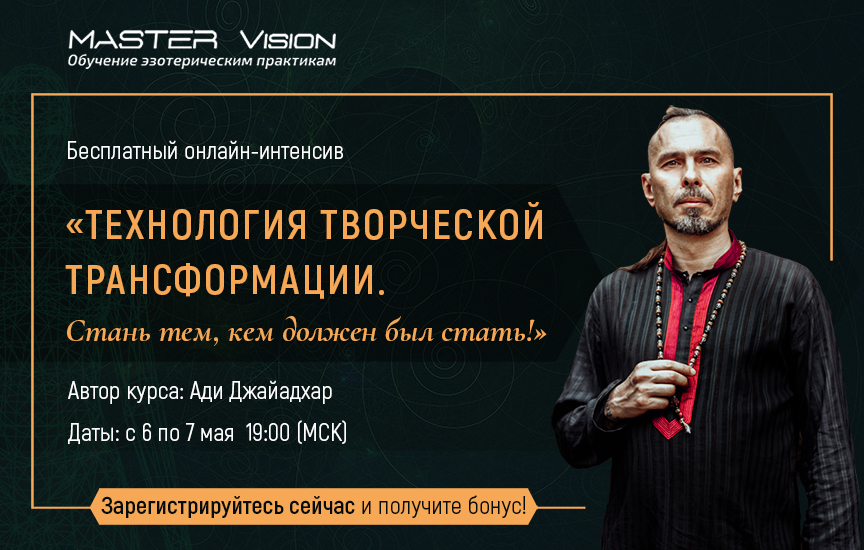 MASTER VISION
Обучение эзотерическим практикам
Бесплатный онлайн-интенсив
«ТЕХНОЛОГИЯ ТВОРЧЕСКОЙ
ТРАНСФОРМАЦИИ.
Стань тем, кем должен был стать!»
Автор курса: Ади Джайадхар
Даты: с 6 по 7 мая 19:00 (МСК)
Зарегистрируйтесь сейчас и получите бонус!